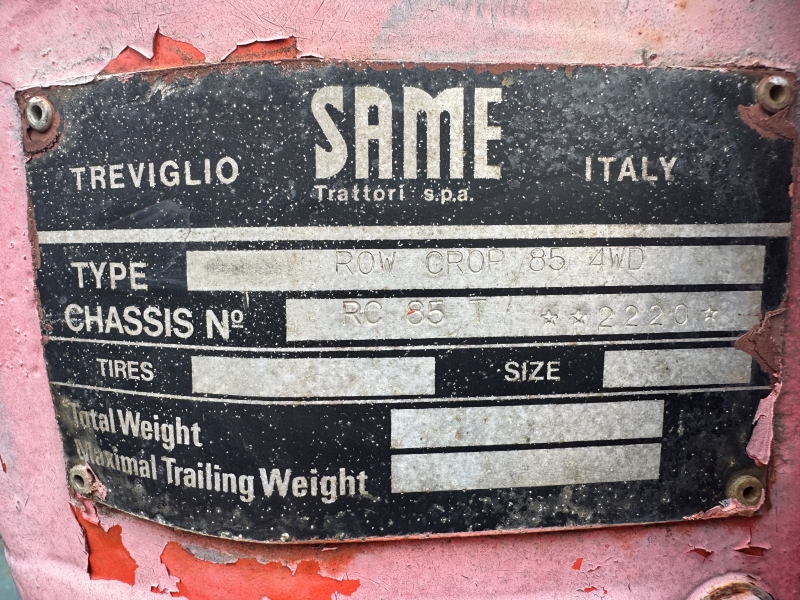 SAME
TREVIGLIO ITALY
Trattori s.p.a.
TYPE ROW CROP 85 4WD
CHASSIS Nº RC 85 T ☆☆2220☆
TIRES SIZE
Total Weight
Maximal Trailing Weight